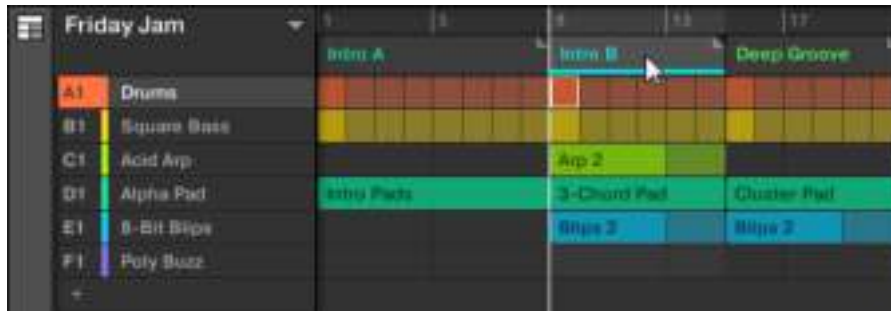 Friday Jam
1 5 9 13 17
Intro A Intro B Deep Groove
A1 Drums
B1 Square Bass
C1 Acid Arp Arp 2
D1 Alpha Pad Intro Pads 3-Chord Pad Cluster Pad
E1 8-Bit Blips Blips 2 Blips 2
F1 Poly Buzz
+